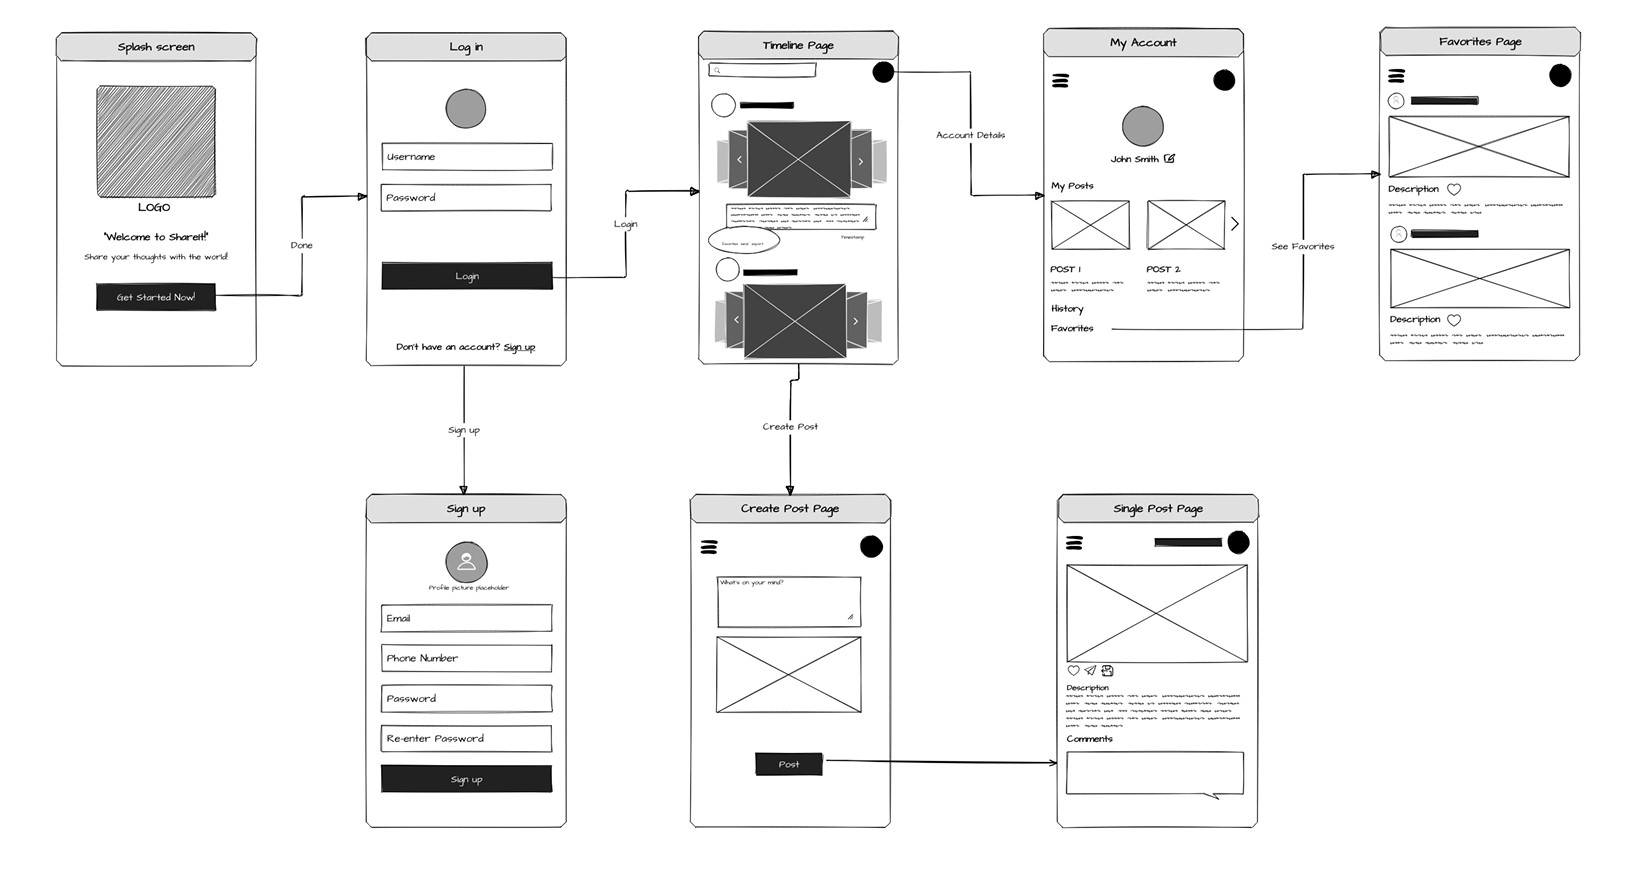 Splash screen
LOGO
"Welcome to ShareIt!"
Share your thoughts with the world!
Get Started Now!
Done
Log in
Username
Password
Login
Don't have an account? Sign up
Login
Timeline Page
Timestamp
Account Details
My Account
John Smith
My Posts
POST 1 POST 2
History
Favorites
See Favorites
Favorites Page
Description
Description
Sign up
Sign up
Profile picture placeholder
Email
Phone Number
Password
Re-enter Password
Sign up
Create Post
Create Post Page
What's on your mind?
Post
Single Post Page
Description
Comments